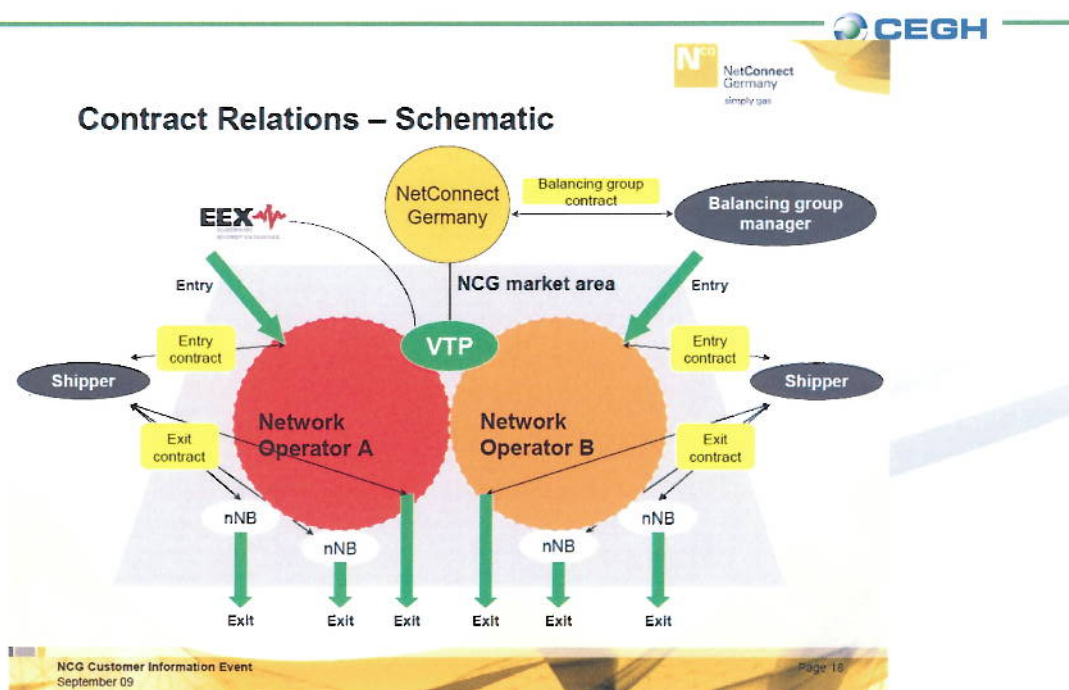 CEGH
N CG
NetConnect
Germany
simply gas
Contract Relations – Schematic
NetConnect
Germany
Balancing group
contract
Balancing group
manager
EEX
Entry
NCG market area
Entry
VTP
Entry
contract
Entry
contract
Shipper
Shipper
Network
Operator A
Network
Operator B
Exit
contract
Exit
contract
nNB
nNB
nNB
nNB
Exit
Exit
Exit
Exit
Exit
Exit
NCG Customer Information Event
September 09
Page 16